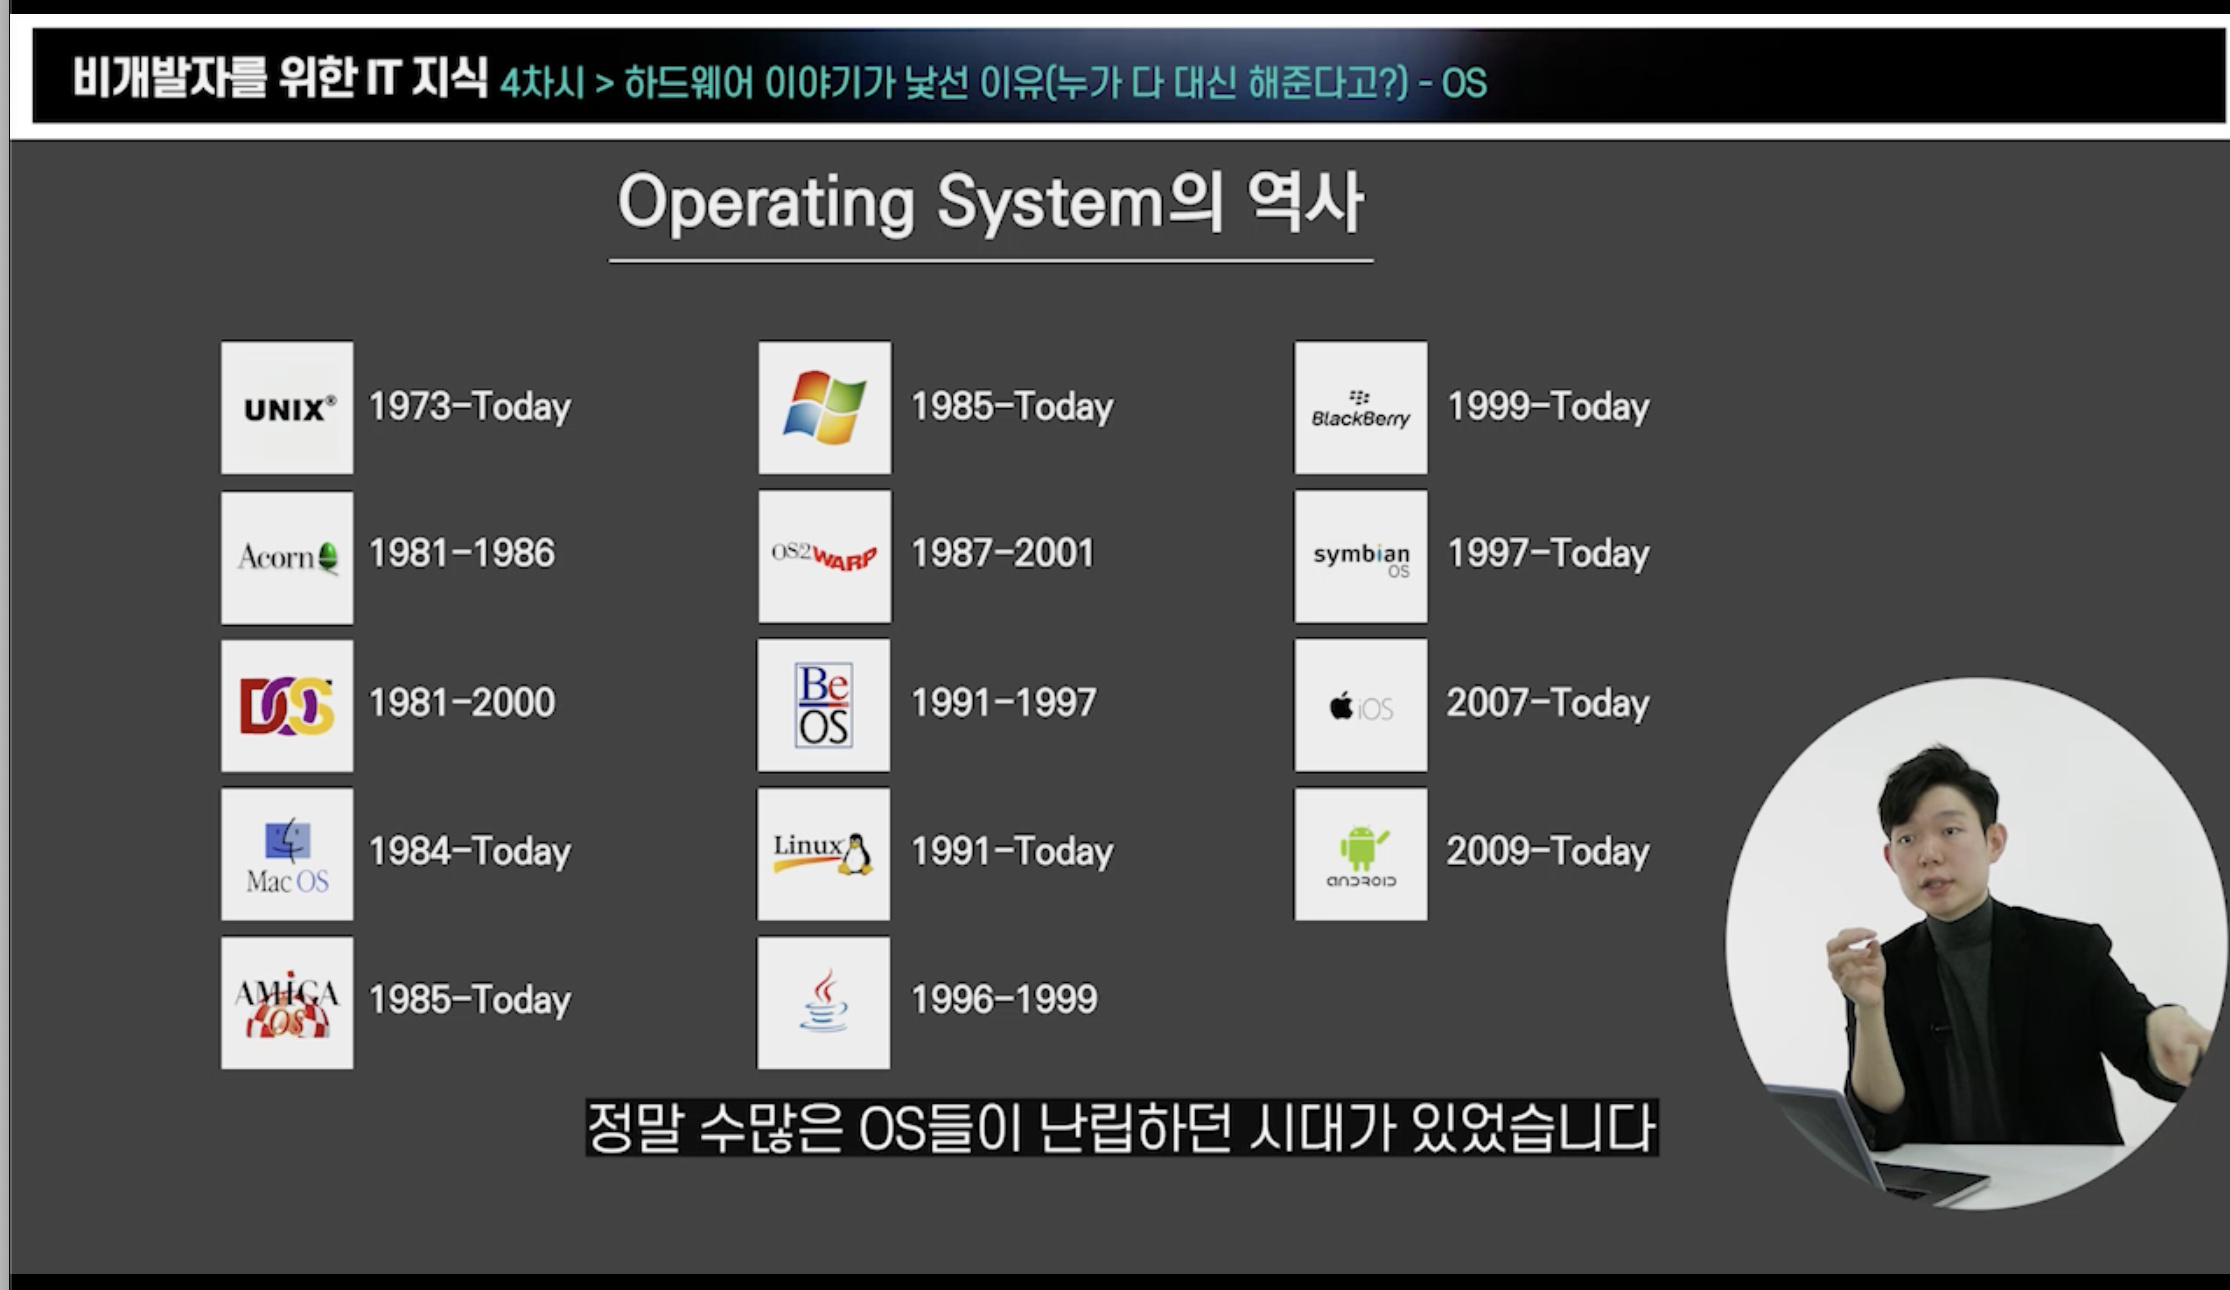 비개발자를 위한 IT 지식 4차시 > 하드웨어 이야기가 낯선 이유(누가 다 대신 해준다고?) - OS
Operating System의 역사
UNIX® 1973-Today
Acorn 1981-1986
DOS 1981-2000
Mac OS 1984-Today
AMIGA OS 1985-Today
1985-Today
OS2 WARP 1987-2001
Be OS 1991-1997
Linux 1991-Today
1996-1999
BlackBerry 1999-Today
symbian OS 1997-Today
iOS 2007-Today
ANDROID 2009-Today
정말 수많은 OS들이 난립하던 시대가 있었습니다